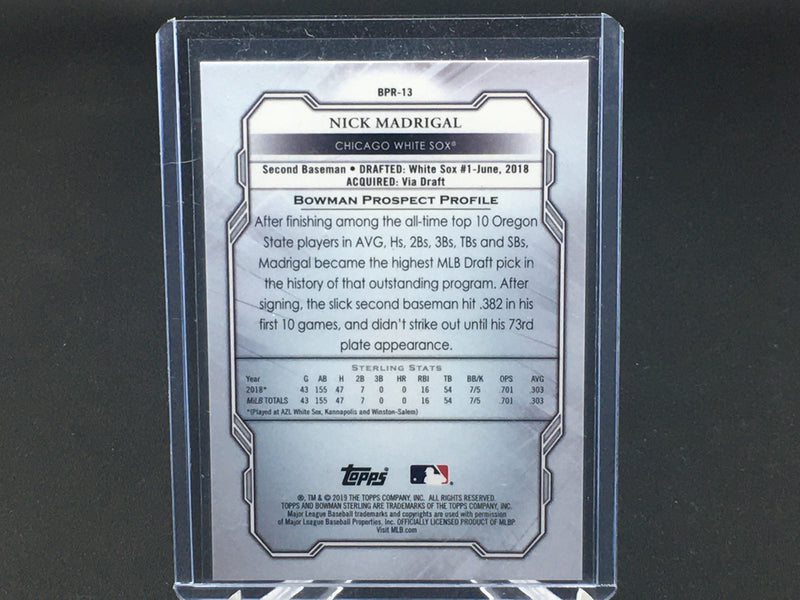 BPR-13
NICK MADRIGAL
CHICAGO WHITE SOX®
Second Baseman • DRAFTED: White Sox #1-June, 2018
ACQUIRED: Via Draft
BOWMAN PROSPECT PROFILE
After finishing among the all-time top 10 Oregon
State players in AVG, Hs, 2Bs, 3Bs, TBs and SBs,
Madrigal became the highest MLB Draft pick in
the history of that outstanding program. After
signing, the slick second baseman hit .382 in his
first 10 games, and didn't strike out until his 73rd
plate appearance.
STERLING STATS
Year G AB H 2B 3B HR RBI TB BB/K OPS AVG
2018* 43 155 47 7 0 0 16 54 7/5 .701 .303
MiLB TOTALS 43 155 47 7 0 0 16 54 7/5 .701 .303
*(Played at AZL White Sox, Kannapolis and Winston-Salem)
Topps
®, TM & © 2019 THE TOPPS COMPANY, INC. ALL RIGHTS RESERVED.
TOPPS AND BOWMAN STERLING ARE TRADEMARKS OF THE TOPPS COMPANY, INC.
Major League Baseball trademarks and copyrights are used with permission
of Major League Baseball Properties, Inc. OFFICIALLY LICENSED PRODUCT OF MLBP.
Visit MLB.com